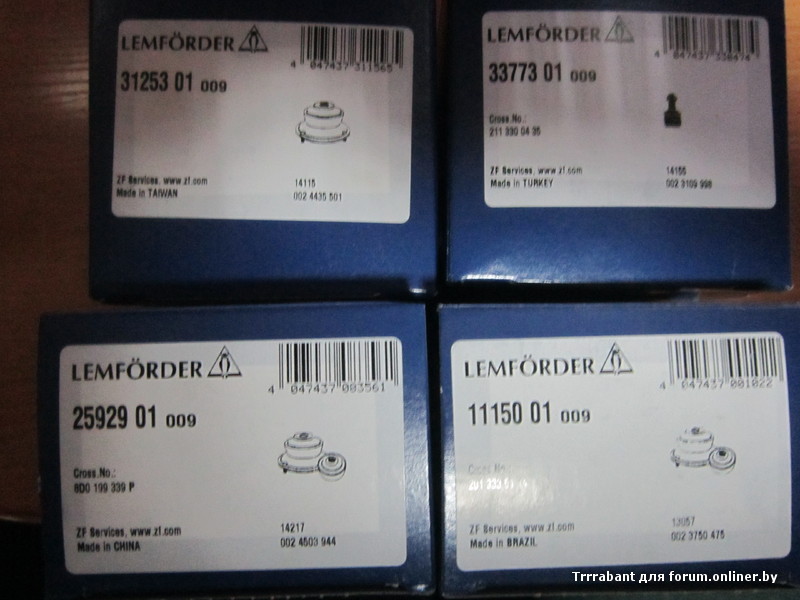 LEMFÖRDER
4 047437 311565
31253 01 009
ZF Services, www.zf.com
Made in TAIWAN
14115
002 4435 501
LEMFÖRDER
33773 01 009
Cross.No.:
211 330 04 35
ZF Services, www.zf.com
Made in TURKEY
14155
002 3109 998
LEMFÖRDER
4 047437 083561
25929 01 009
Cross.No.:
8D0 199 339 P
ZF Services, www.zf.com
Made in CHINA
14217
002 4503 944
LEMFÖRDER
4 047437 001022
11150 01 009
Cross No
ZF Services, www.zf.com
Made in BRAZIL
13057
002 3750 475
Trrrabant для forum.onliner.by